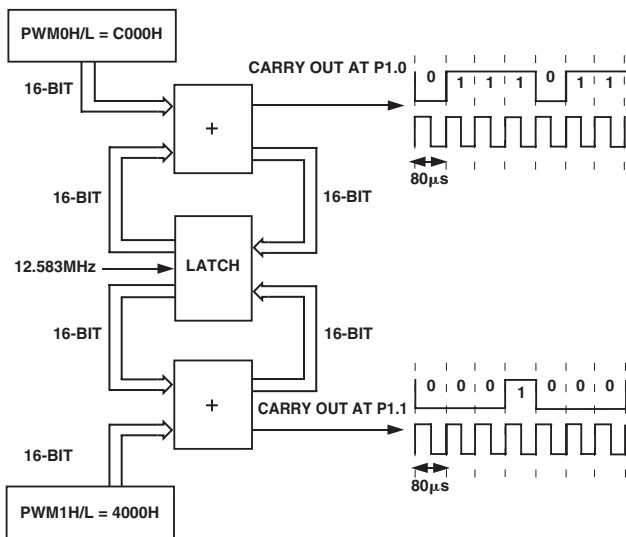 PWM0H/L = C000H
16-BIT
CARRY OUT AT P1.0
0 1 1 1 0 1 1
+
80µs
16-BIT
16-BIT
12.583MHz
LATCH
16-BIT
16-BIT
0 0 0 1 0 0 0
+
CARRY OUT AT P1.1
16-BIT
80µs
PWM1H/L = 4000H